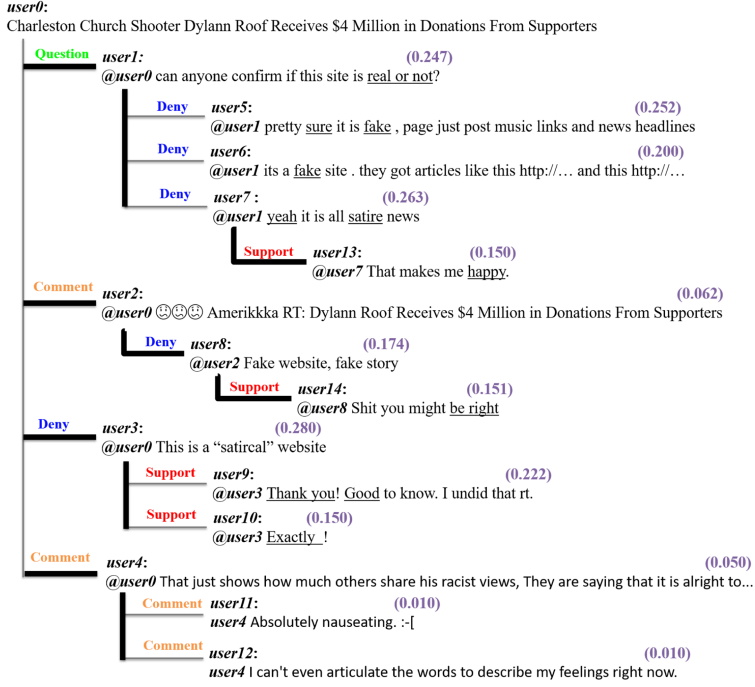 user0:
Charleston Church Shooter Dylann Roof Receives $4 Million in Donations From Supporters
Question user1: (0.247)
@user0 can anyone confirm if this site is real or not?
Deny user5: (0.252)
@user1 pretty sure it is fake , page just post music links and news headlines
Deny user6: (0.200)
@user1 its a fake site . they got articles like this http://… and this http://…
Deny user7 : (0.263)
@user1 yeah it is all satire news
Support user13: (0.150)
@user7 That makes me happy.
Comment user2: (0.062)
@user0 ☹☹☹ Amerikkka RT: Dylann Roof Receives $4 Million in Donations From Supporters
Deny user8: (0.174)
@user2 Fake website, fake story
Support user14: (0.151)
@user8 Shit you might be right
Deny user3: (0.280)
@user0 This is a “satircal” website
Support user9: (0.222)
@user3 Thank you! Good to know. I undid that rt.
Support user10: (0.150)
@user3 Exactly !
Comment user4: (0.050)
@user0 That just shows how much others share his racist views, They are saying that it is alright to...
Comment user11: (0.010)
user4 Absolutely nauseating. :-[
Comment user12: (0.010)
user4 I can't even articulate the words to describe my feelings right now.